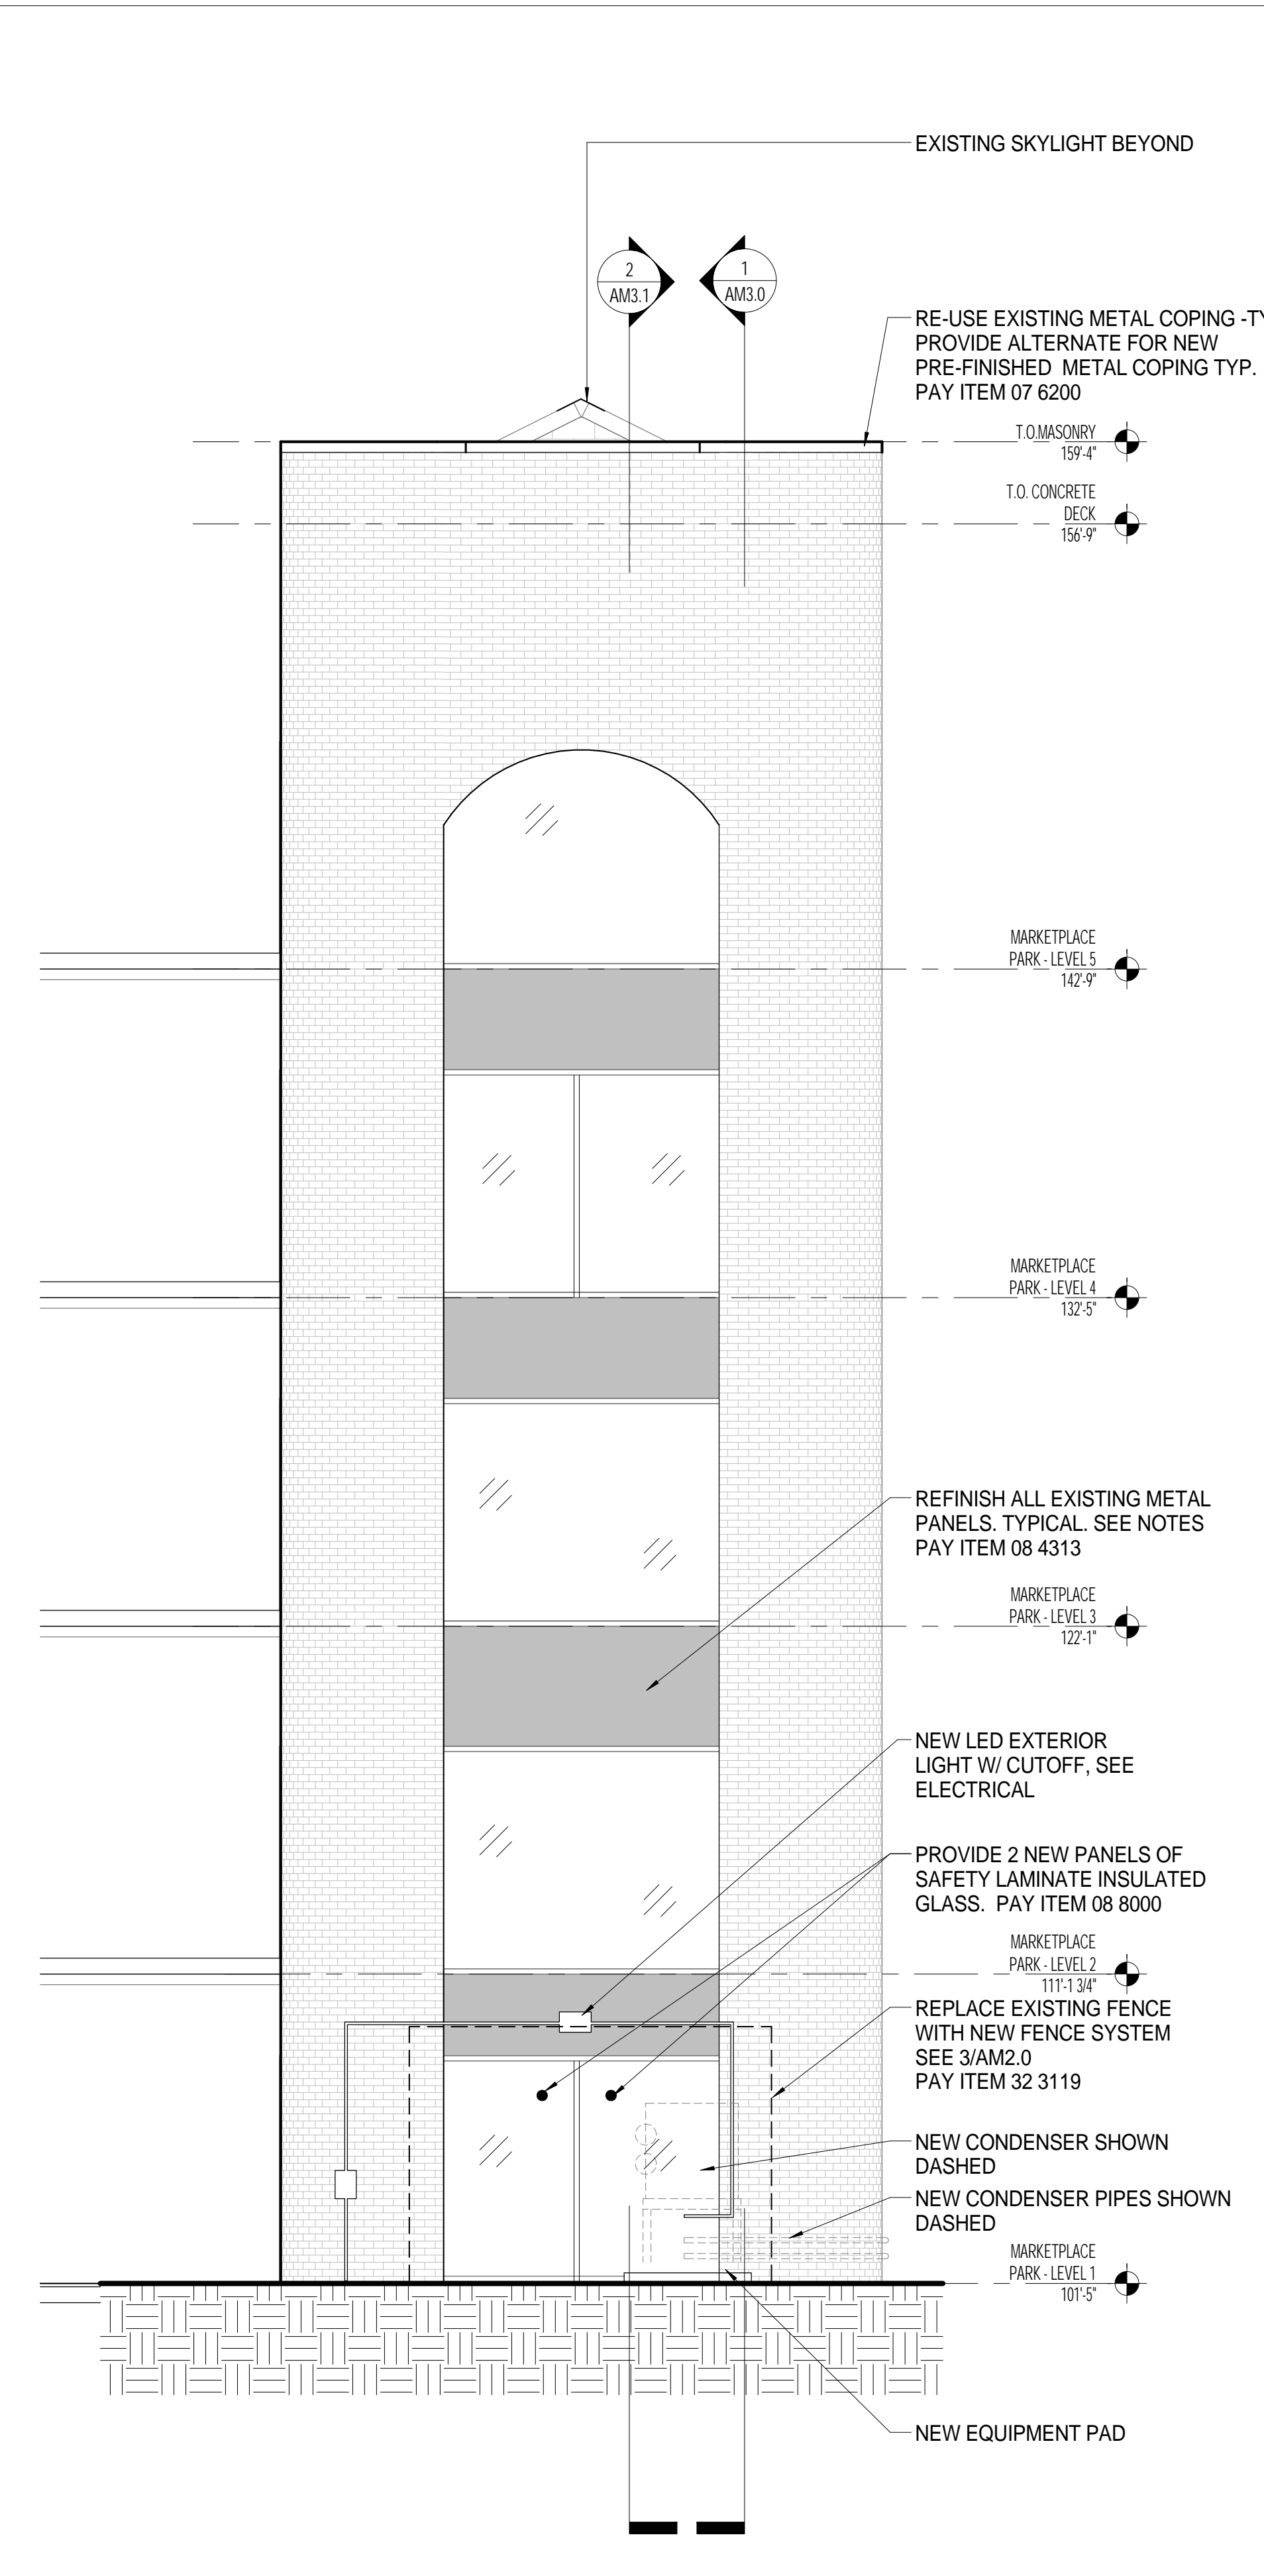 EXISTING SKYLIGHT BEYOND
2
AM3.1
1
AM3.0
RE-USE EXISTING METAL COPING -TY
PROVIDE ALTERNATE FOR NEW
PRE-FINISHED METAL COPING TYP.
PAY ITEM 07 6200
T.O.MASONRY
159'-4"
T.O. CONCRETE
DECK
156'-9"
MARKETPLACE
PARK - LEVEL 5
142'-9"
MARKETPLACE
PARK - LEVEL 4
132'-5"
REFINISH ALL EXISTING METAL
PANELS. TYPICAL. SEE NOTES
PAY ITEM 08 4313
MARKETPLACE
PARK - LEVEL 3
122'-1"
NEW LED EXTERIOR
LIGHT W/ CUTOFF, SEE
ELECTRICAL
PROVIDE 2 NEW PANELS OF
SAFETY LAMINATE INSULATED
GLASS. PAY ITEM 08 8000
MARKETPLACE
PARK - LEVEL 2
111'-1 3/4"
REPLACE EXISTING FENCE
WITH NEW FENCE SYSTEM
SEE 3/AM2.0
PAY ITEM 32 3119
NEW CONDENSER SHOWN
DASHED
NEW CONDENSER PIPES SHOWN
DASHED
MARKETPLACE
PARK - LEVEL 1
101'-5"
NEW EQUIPMENT PAD